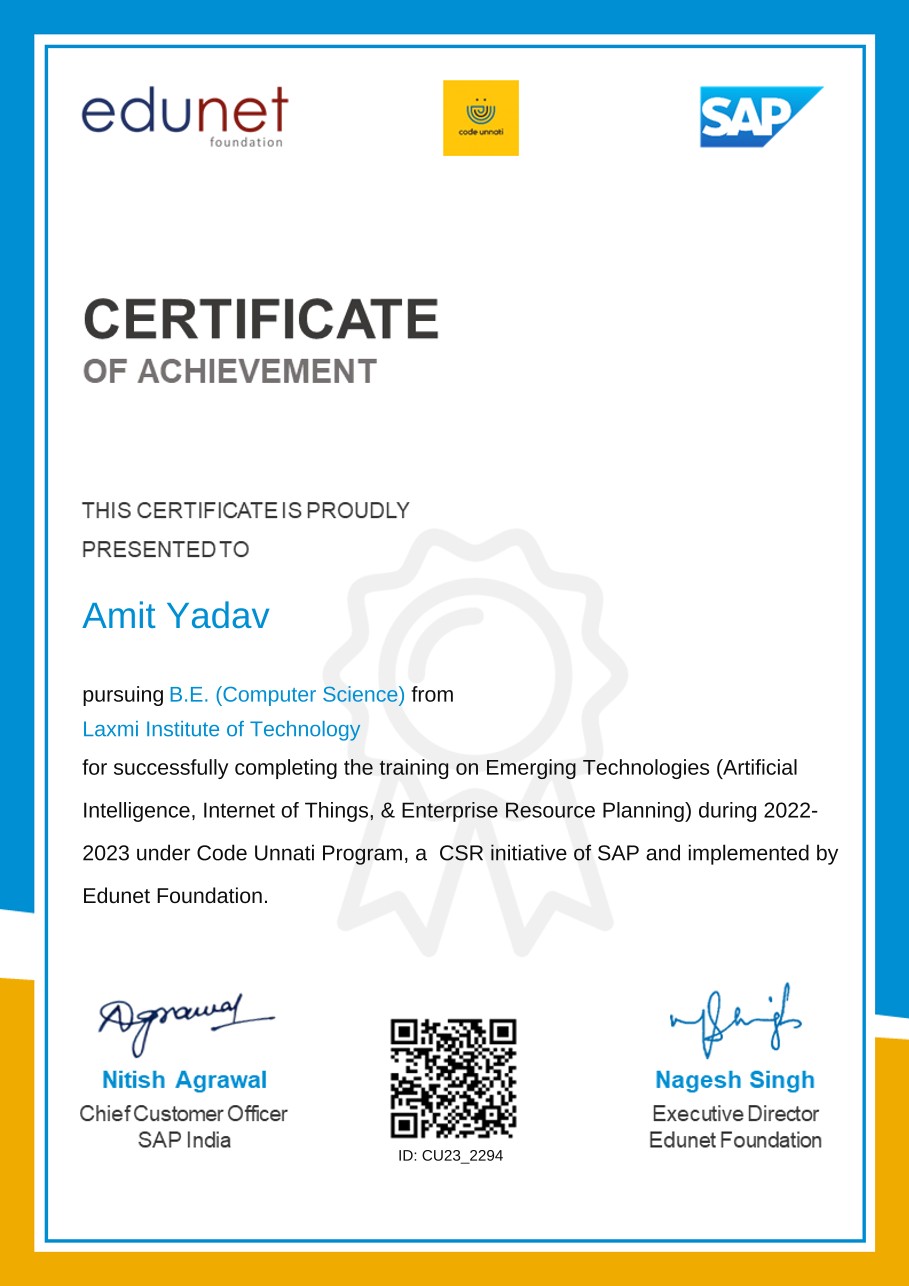 edunet
foundation
code unnati
SAP
CERTIFICATE
OF ACHIEVEMENT
THIS CERTIFICATE IS PROUDLY
PRESENTED TO
Amit Yadav
pursuing B.E. (Computer Science) from
Laxmi Institute of Technology
for successfully completing the training on Emerging Technologies (Artificial
Intelligence, Internet of Things, & Enterprise Resource Planning) during 2022-
2023 under Code Unnati Program, a  CSR initiative of SAP and implemented by
Edunet Foundation.
Agrawal
Nitish Agrawal
Chief Customer Officer
SAP India
ID: CU23_2294
Nagesh Singh
Executive Director
Edunet Foundation